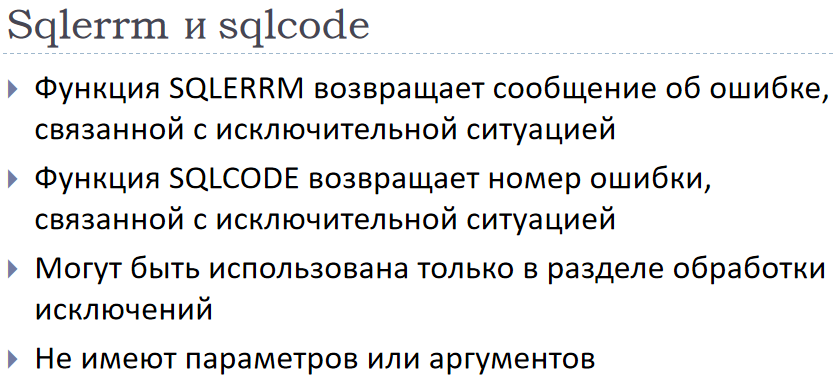 Sqlerrm и sqlcode
Функция SQLERRM возвращает сообщение об ошибке,
связанной с исключительной ситуацией
Функция SQLCODE возвращает номер ошибки,
связанной с исключительной ситуацией
Могут быть использована только в разделе обработки
исключений
Не имеют параметров или аргументов